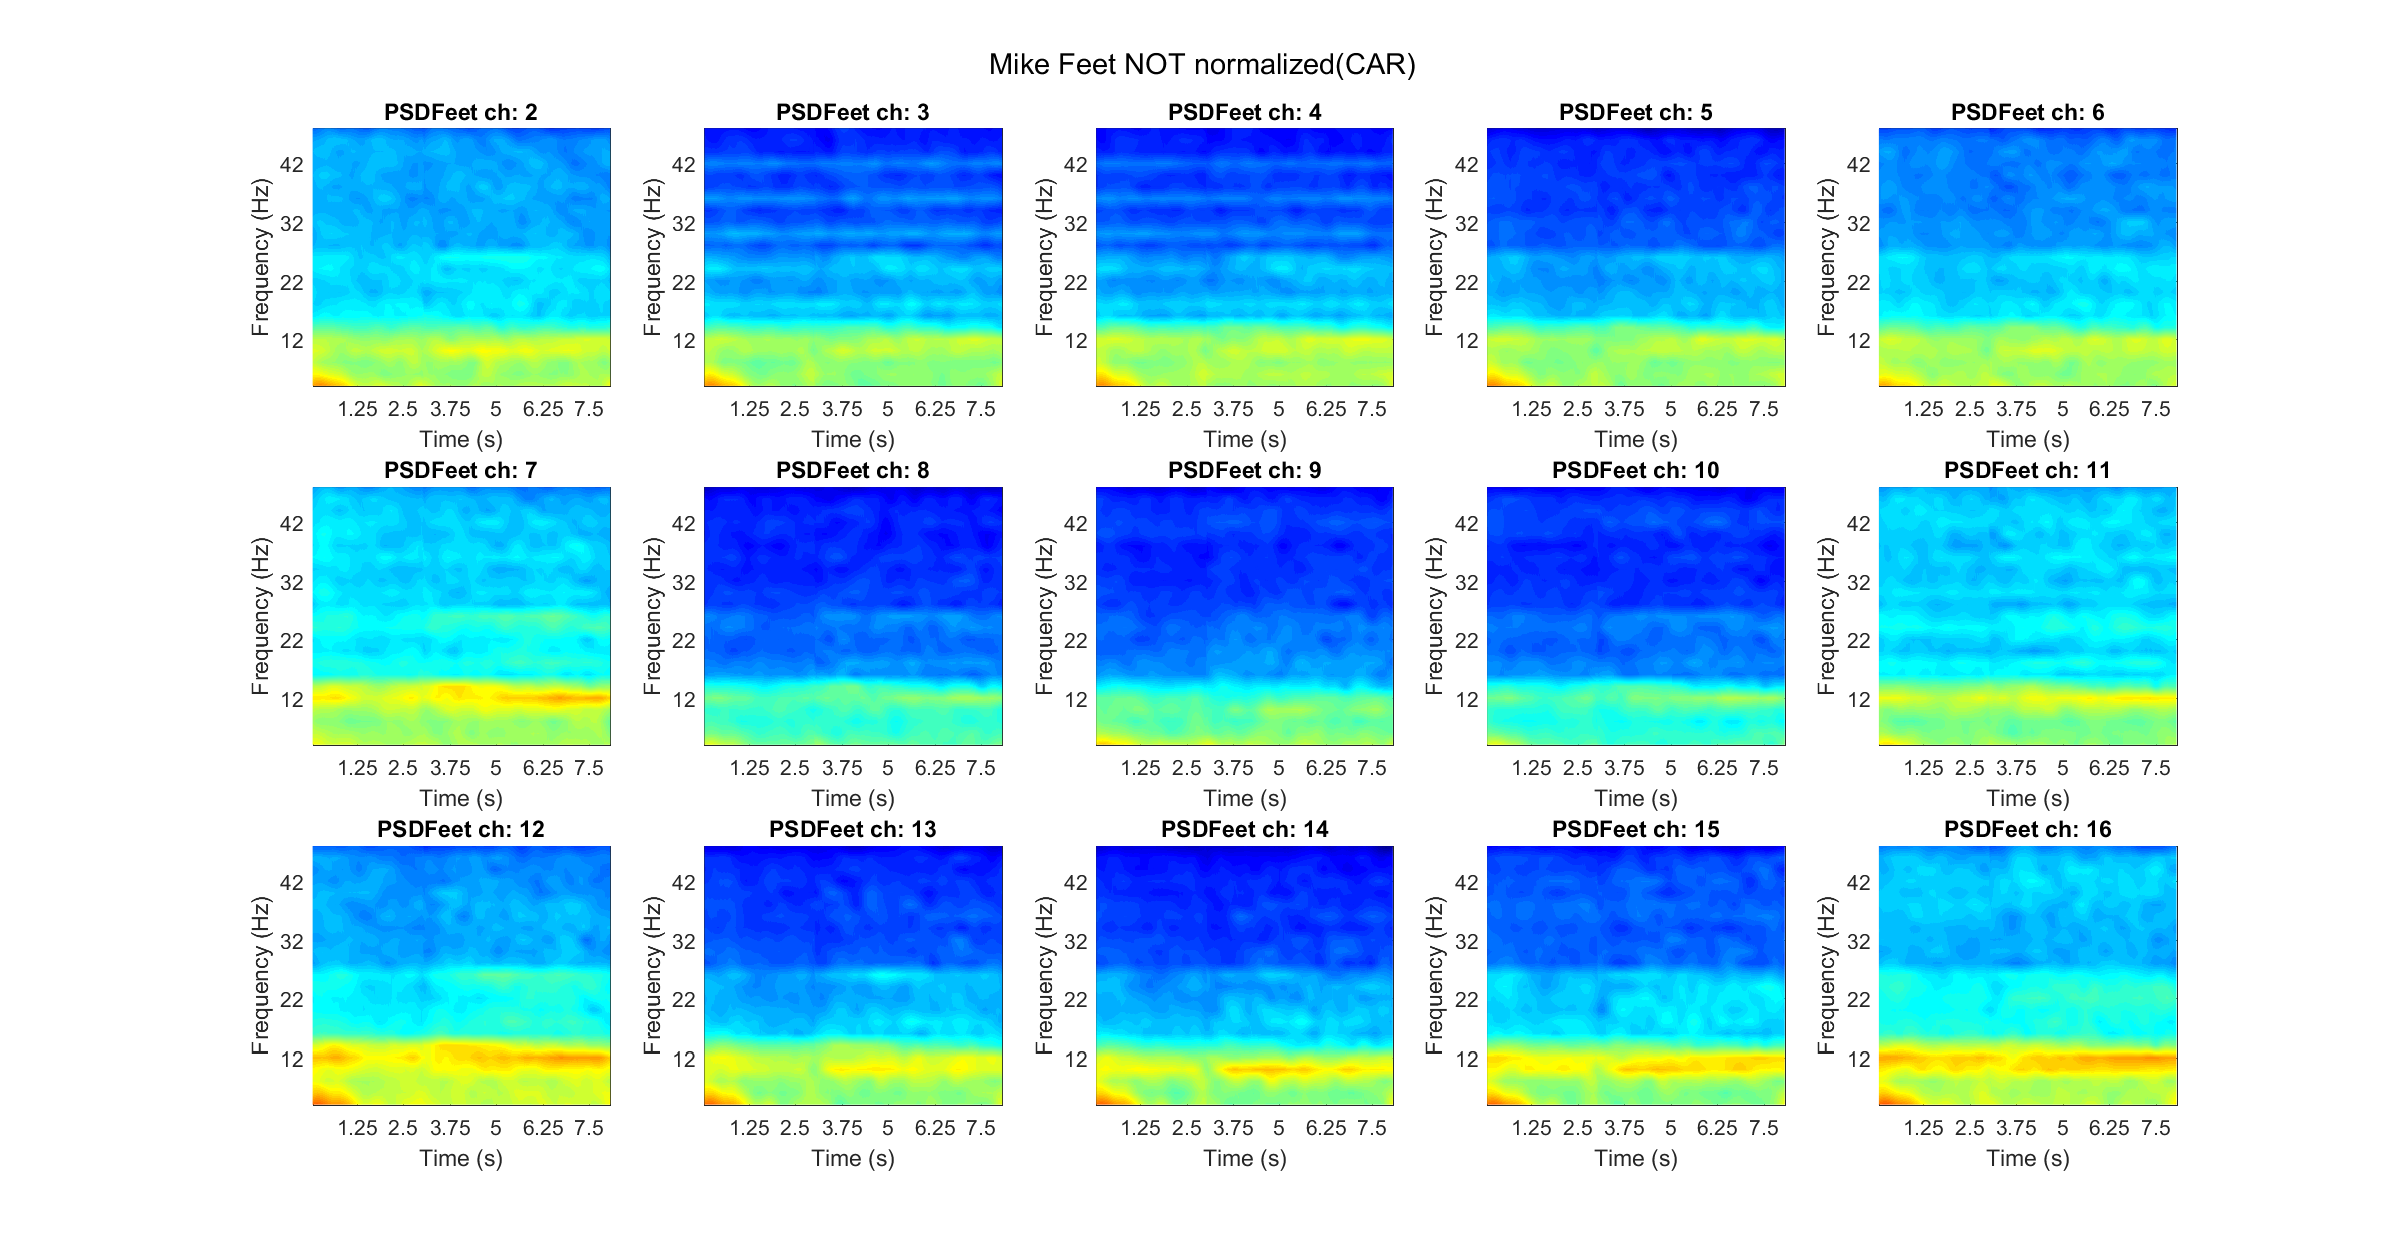 Mike Feet NOT normalized(CAR)
PSDFeet ch: 2
Frequency (Hz)
42
32
22
12
1.25 2.5 3.75 5 6.25 7.5
Time (s)
PSDFeet ch: 3
Frequency (Hz)
42
32
22
12
1.25 2.5 3.75 5 6.25 7.5
Time (s)
PSDFeet ch: 4
Frequency (Hz)
42
32
22
12
1.25 2.5 3.75 5 6.25 7.5
Time (s)
PSDFeet ch: 5
Frequency (Hz)
42
32
22
12
1.25 2.5 3.75 5 6.25 7.5
Time (s)
PSDFeet ch: 6
Frequency (Hz)
42
32
22
12
1.25 2.5 3.75 5 6.25 7.5
Time (s)
PSDFeet ch: 7
Frequency (Hz)
42
32
22
12
1.25 2.5 3.75 5 6.25 7.5
Time (s)
PSDFeet ch: 8
Frequency (Hz)
42
32
22
12
1.25 2.5 3.75 5 6.25 7.5
Time (s)
PSDFeet ch: 9
Frequency (Hz)
42
32
22
12
1.25 2.5 3.75 5 6.25 7.5
Time (s)
PSDFeet ch: 10
Frequency (Hz)
42
32
22
12
1.25 2.5 3.75 5 6.25 7.5
Time (s)
PSDFeet ch: 11
Frequency (Hz)
42
32
22
12
1.25 2.5 3.75 5 6.25 7.5
Time (s)
PSDFeet ch: 12
Frequency (Hz)
42
32
22
12
1.25 2.5 3.75 5 6.25 7.5
Time (s)
PSDFeet ch: 13
Frequency (Hz)
42
32
22
12
1.25 2.5 3.75 5 6.25 7.5
Time (s)
PSDFeet ch: 14
Frequency (Hz)
42
32
22
12
1.25 2.5 3.75 5 6.25 7.5
Time (s)
PSDFeet ch: 15
Frequency (Hz)
42
32
22
12
1.25 2.5 3.75 5 6.25 7.5
Time (s)
PSDFeet ch: 16
Frequency (Hz)
42
32
22
12
1.25 2.5 3.75 5 6.25 7.5
Time (s)